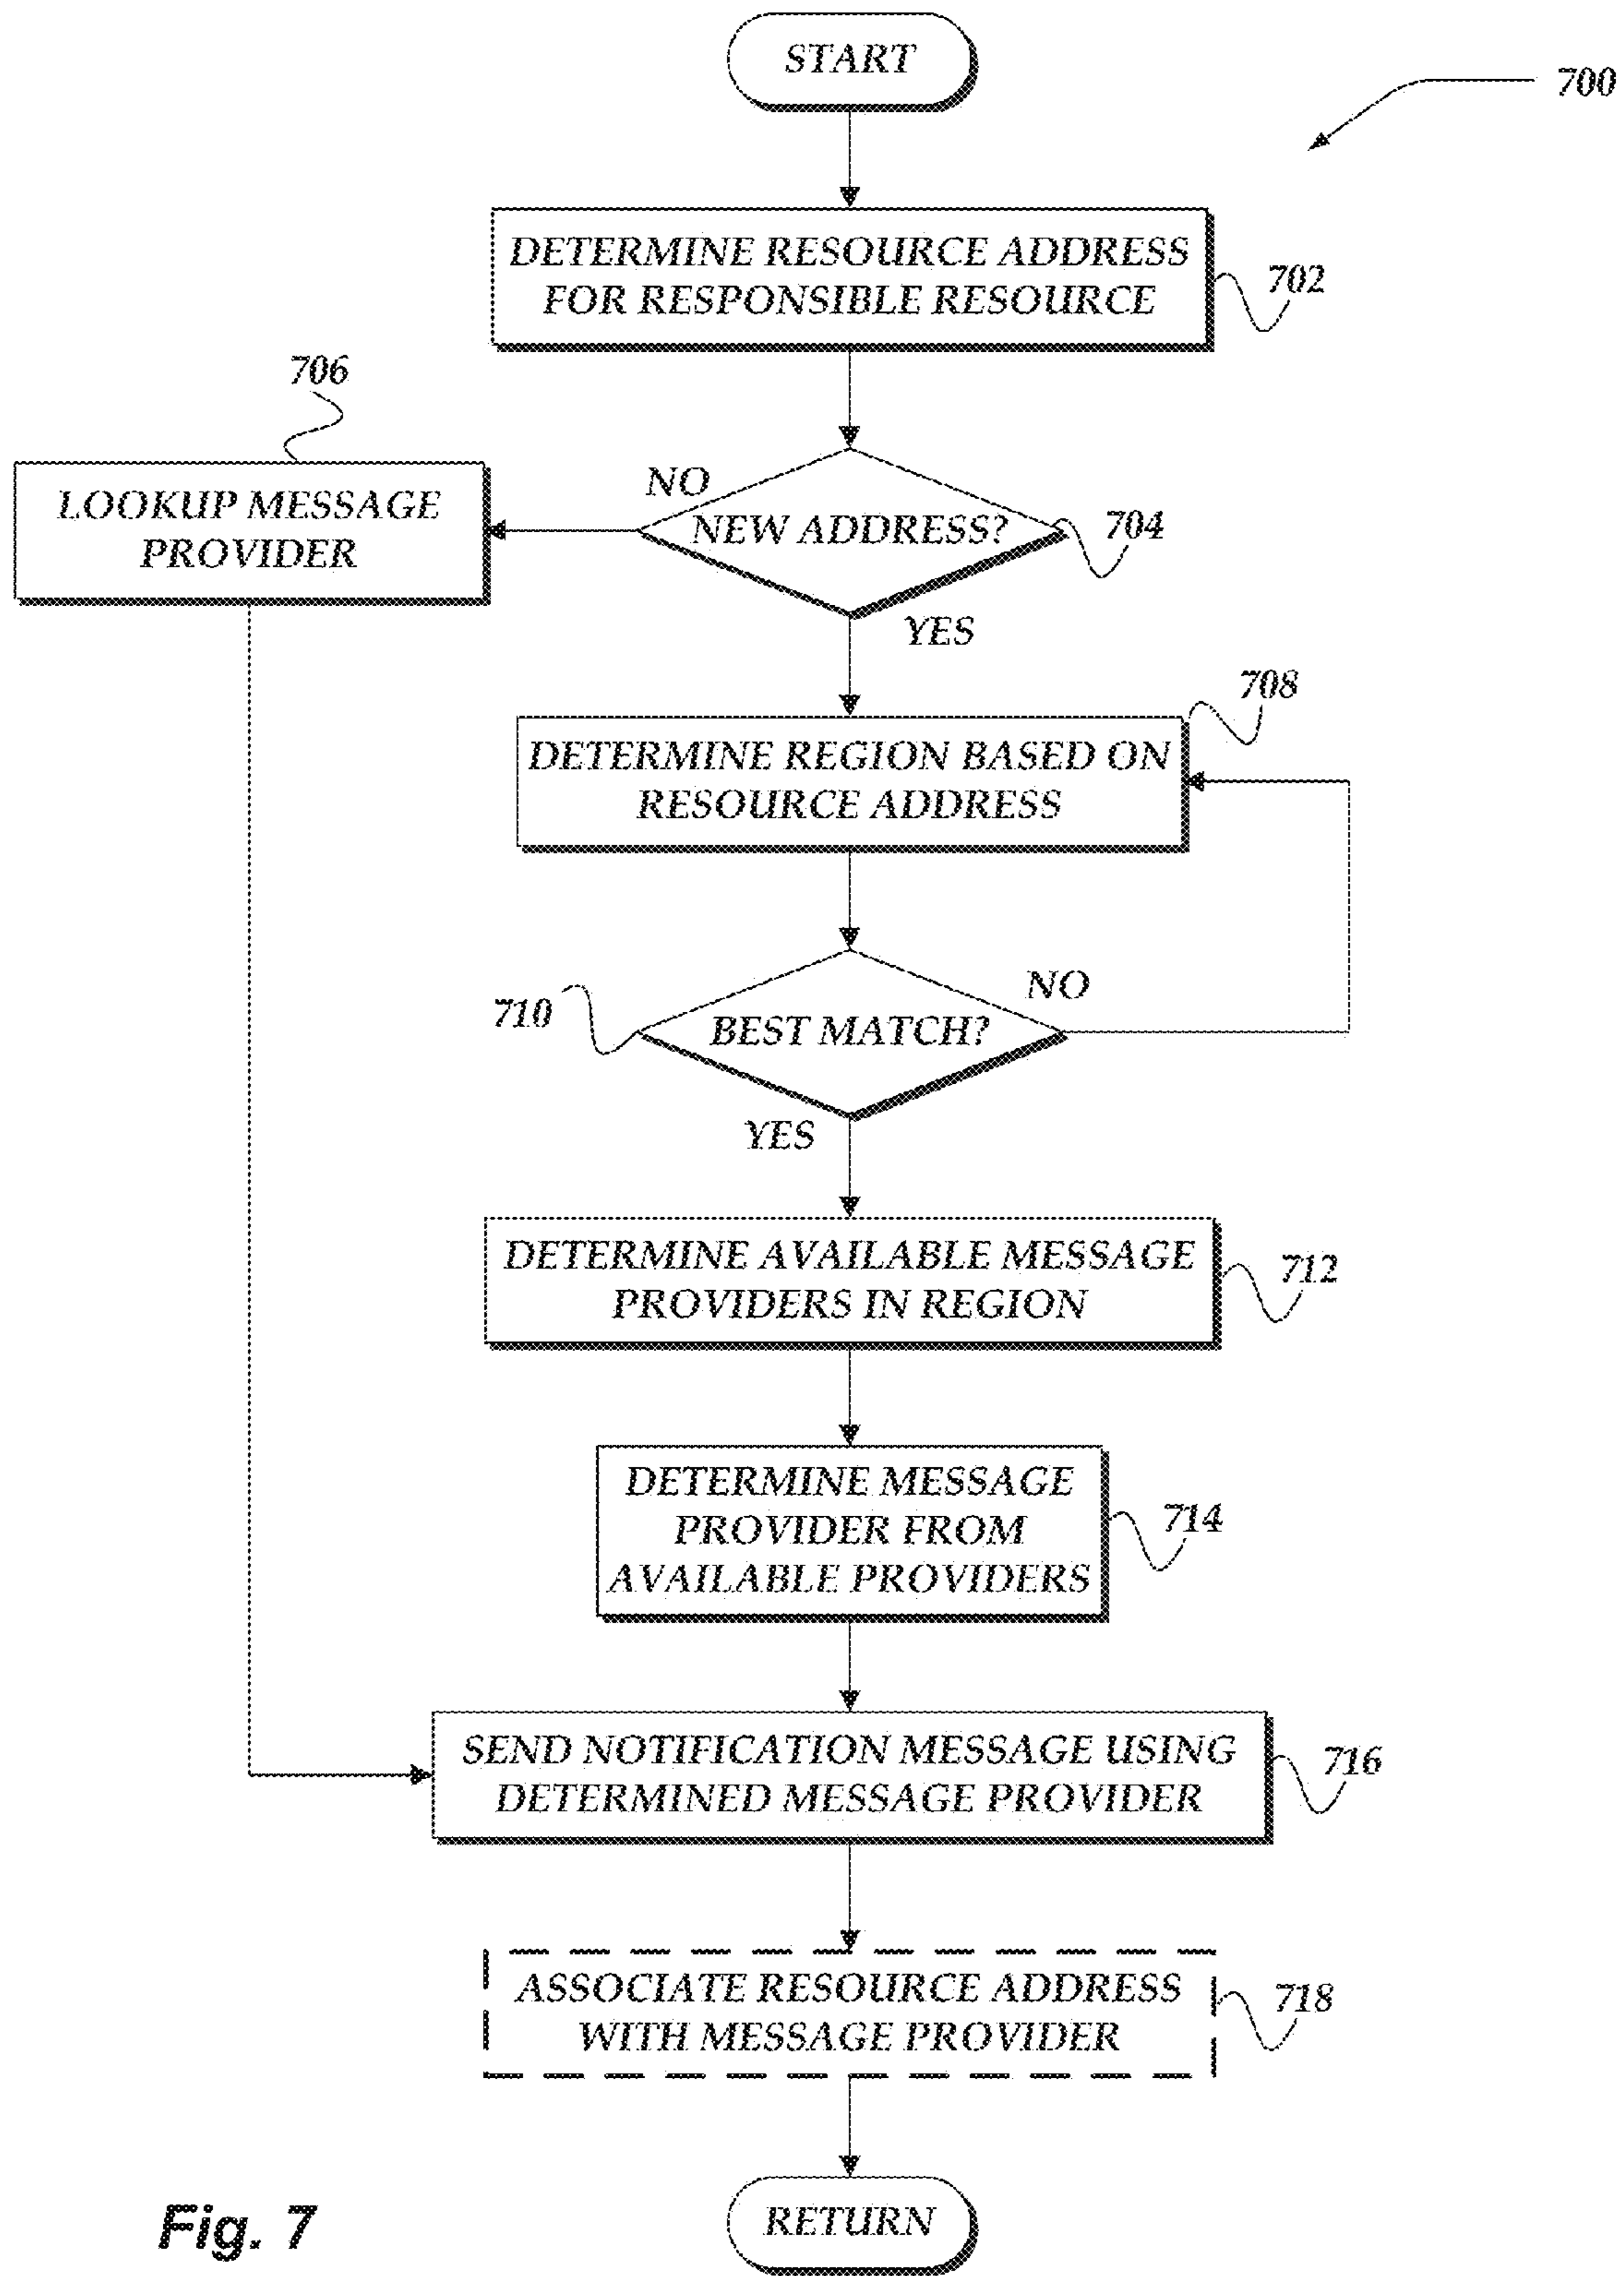 START
700
DETERMINE RESOURCE ADDRESS
FOR RESPONSIBLE RESOURCE
702
706
LOOKUP MESSAGE
PROVIDER
NO
NEW ADDRESS?
704
YES
708
DETERMINE REGION BASED ON
RESOURCE ADDRESS
710
BEST MATCH?
NO
YES
DETERMINE AVAILABLE MESSAGE
PROVIDERS IN REGION
712
DETERMINE MESSAGE
PROVIDER FROM
AVAILABLE PROVIDERS
714
SEND NOTIFICATION MESSAGE USING
DETERMINED MESSAGE PROVIDER
716
ASSOCIATE RESOURCE ADDRESS
WITH MESSAGE PROVIDER
718
RETURN
Fig. 7